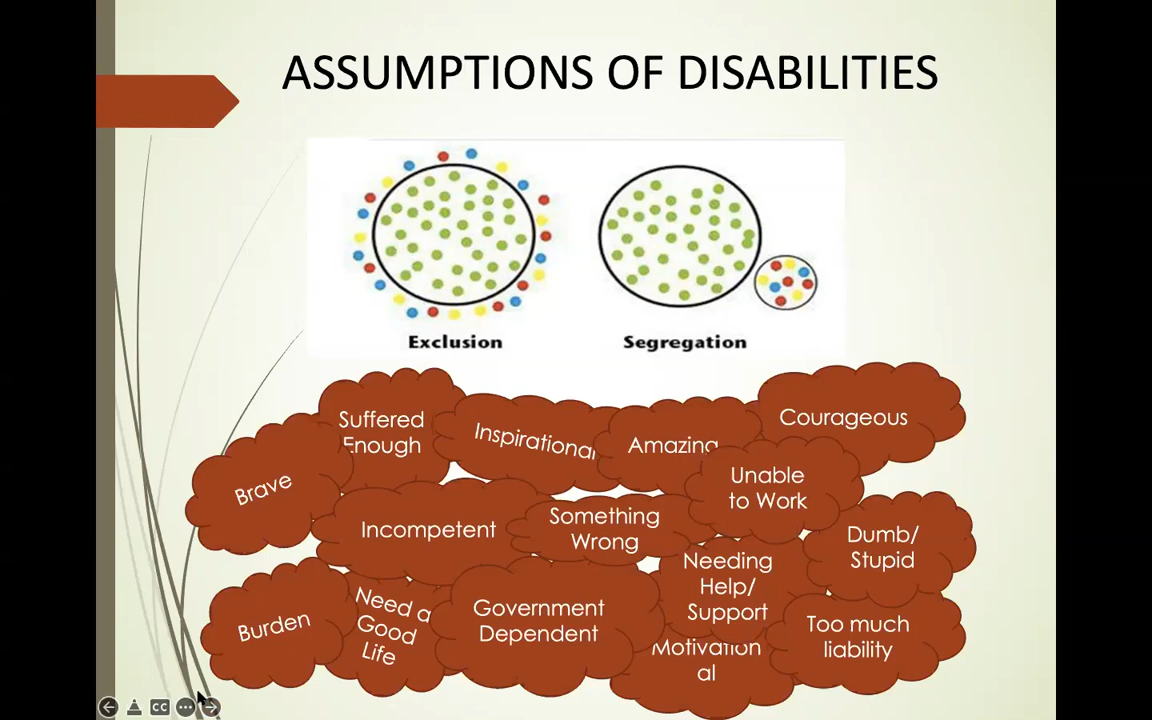 ASSUMPTIONS OF DISABILITIES
Exclusion
Segregation
Suffered
Enough
Inspirational
Amazing
Courageous
Brave
Unable
to Work
Incompetent
Something
Wrong
Dumb/
Stupid
Needing
Help/
Support
Burden
Need a
Good
Life
Government
Dependent
Motivation
al
Too much
liability
CC